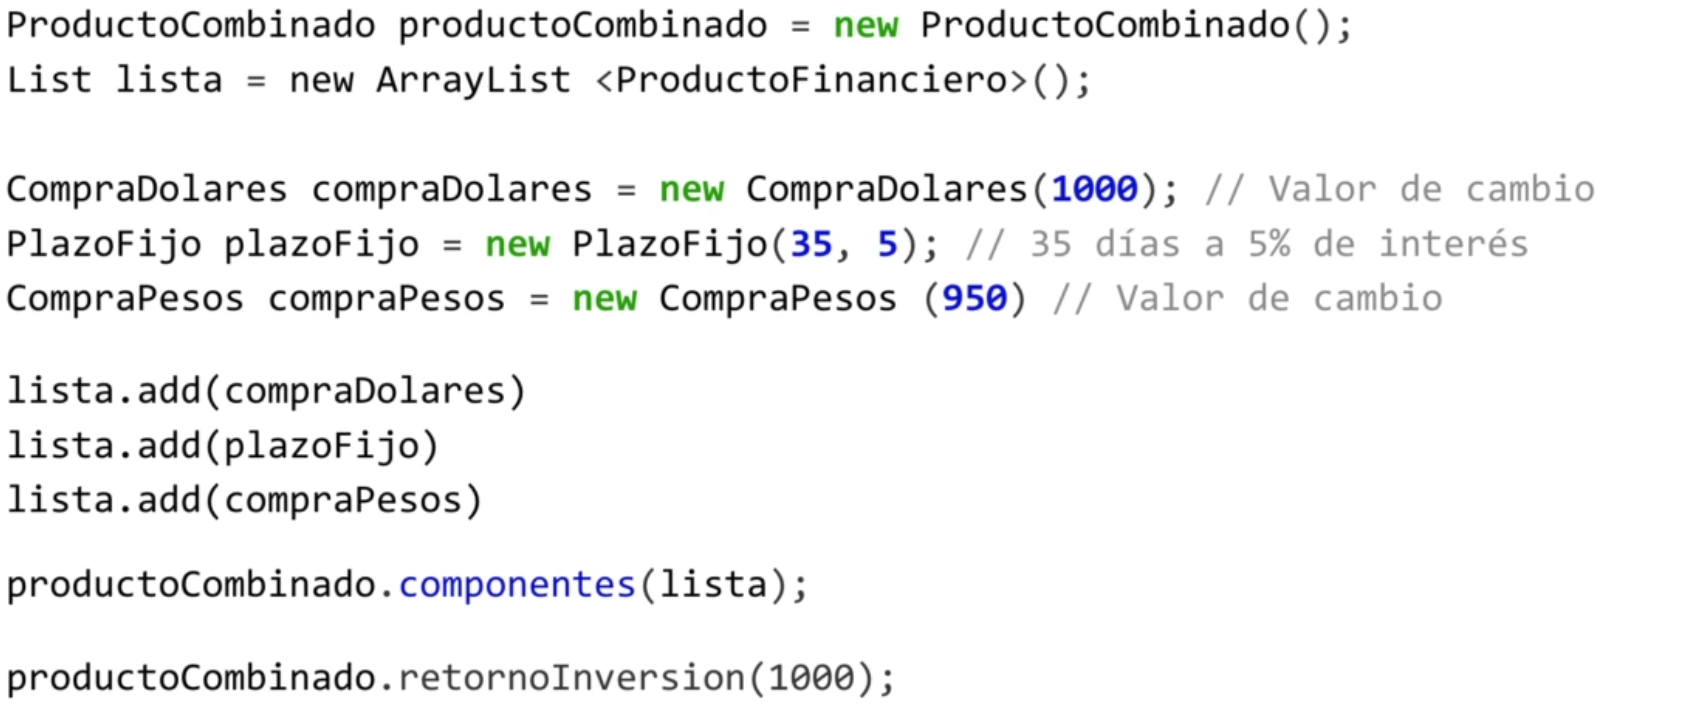 ProductoCombinado productoCombinado = new ProductoCombinado();
List lista = new ArrayList <ProductoFinanciero>();
CompraDolares compraDolares = new CompraDolares(1000); // Valor de cambio
PlazoFijo plazoFijo = new PlazoFijo(35, 5); // 35 días a 5% de interés
CompraPesos compraPesos = new CompraPesos (950) // Valor de cambio
lista.add(compraDolares)
lista.add(plazoFijo)
lista.add(compraPesos)
productoCombinado.componentes(lista);
productoCombinado.retornoInversion(1000);